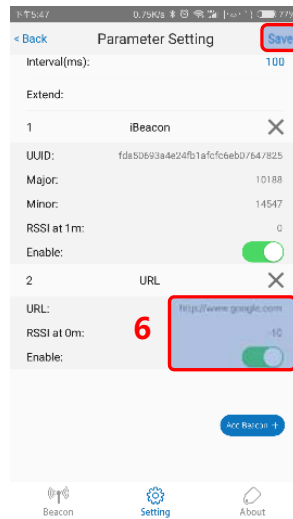 下午5:47 0.75K/s 77%
< Back Parameter Setting Save
Interval(ms): 100
Extend:
1 iBeacon
UUID: fda50693a4e24fb1afcfc6eb07647825
Major: 10188
Minor: 14547
RSSI at 1m: 0
Enable:
2 URL
URL: http://www.google.com
RSSI at 0m: -10
Enable:
6
Add Beacon +
Beacon Setting About